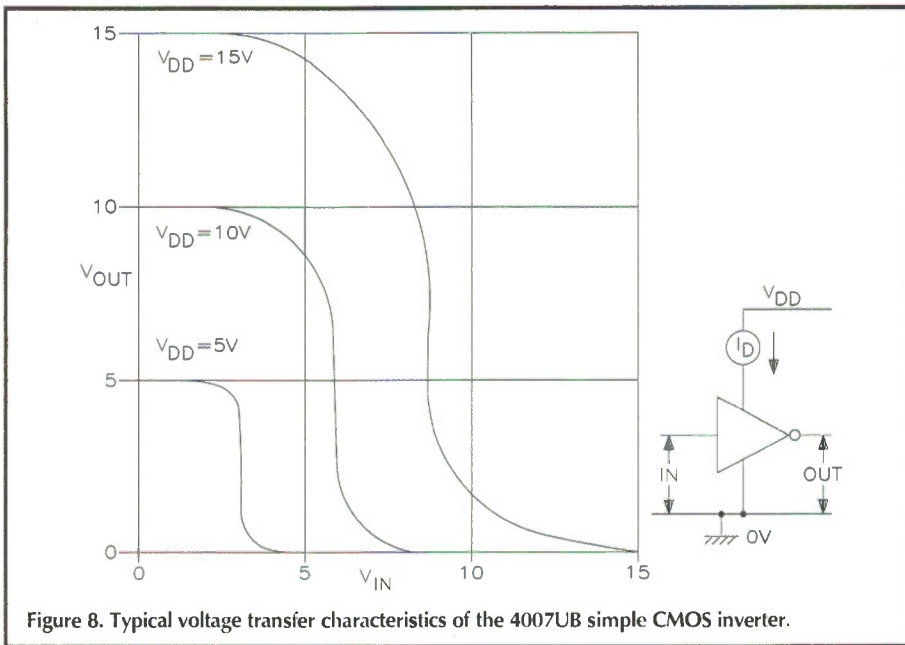 15
V_DD=15V
10
V_DD=10V
V_OUT
V_DD=5V
5
0
0
5
V_IN
10
15
V_DD
I_D
IN
OUT
0V
Figure 8. Typical voltage transfer characteristics of the 4007UB simple CMOS inverter.